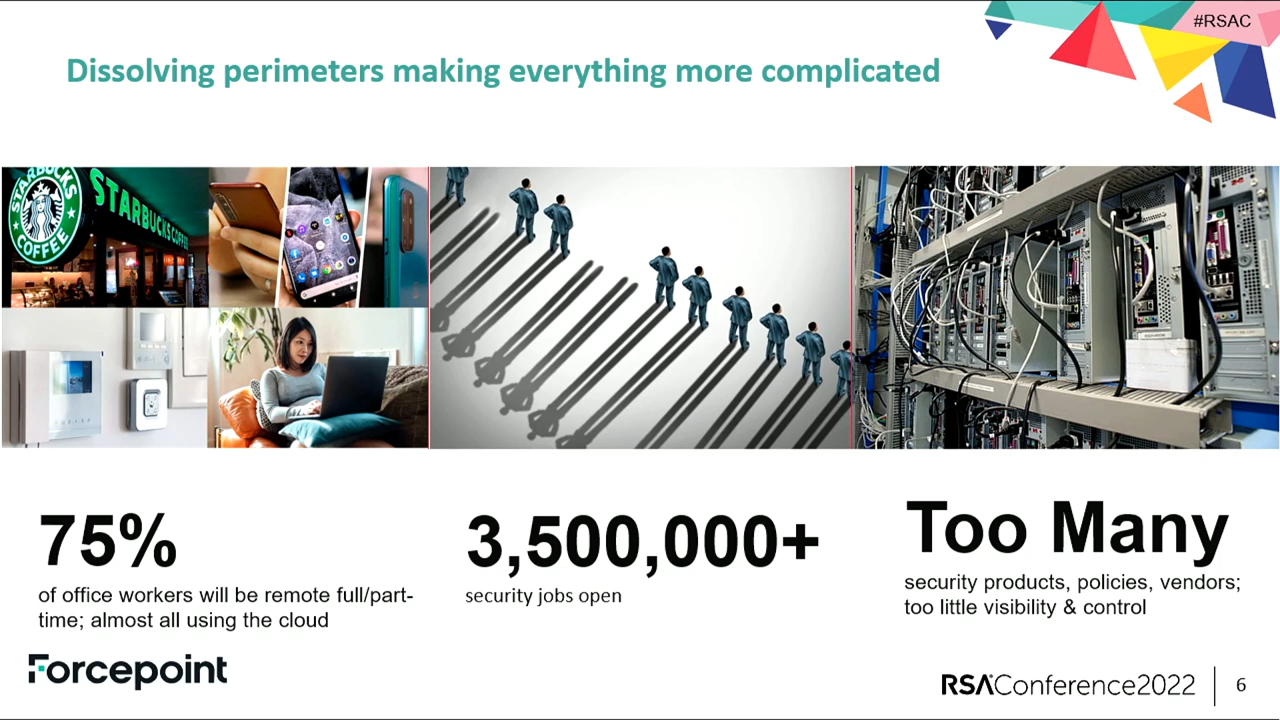 #RSAC
Dissolving perimeters making everything more complicated
STARBUCKS
COFFEE
STARBUCKS COFFEE
75%
of office workers will be remote full/part-
time; almost all using the cloud
3,500,000+
security jobs open
Too Many
security products, policies, vendors;
too little visibility & control
Forcepoint
RSAConference2022
6